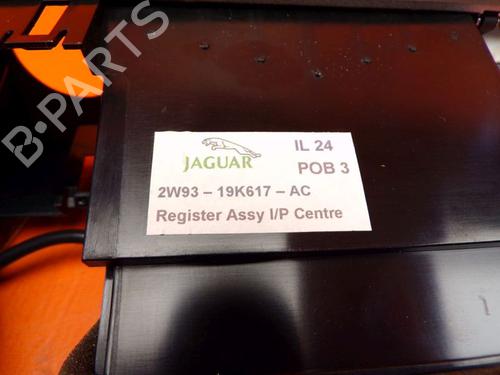 B-PARTS
IL 24
JAGUAR
POB 3
2W93 - 19K617 - AC
Register Assy I/P Centre